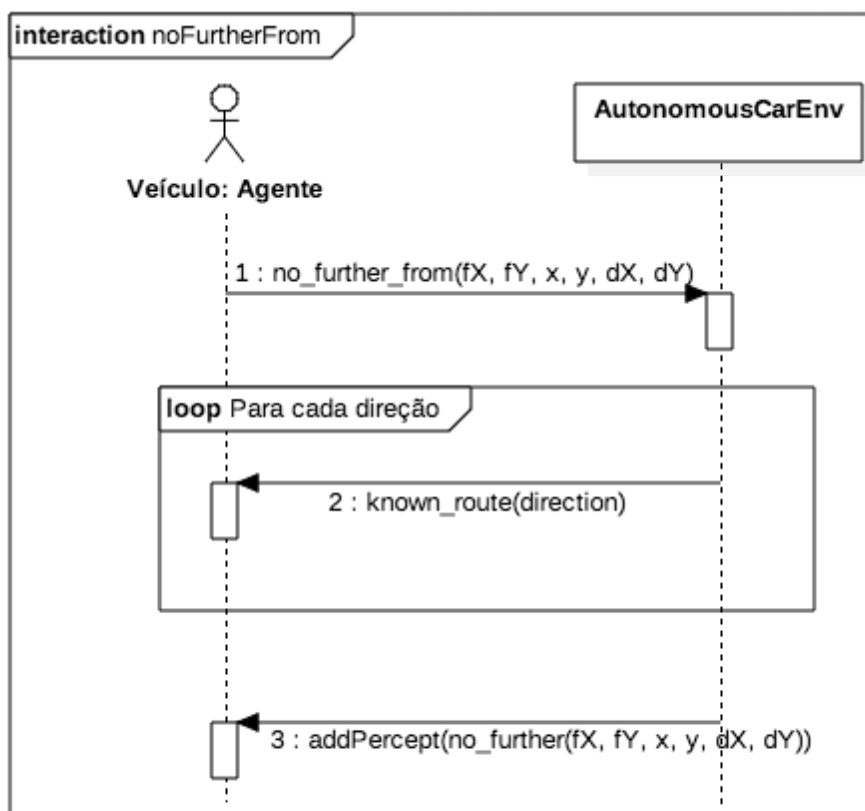 interaction noFurtherFrom
AutonomousCarEnv
Veículo: Agente
1 : no_further_from(fX, fY, x, y, dX, dY)
loop Para cada direção
2 : known_route(direction)
3 : addPercept(no_further(fX, fY, x, y, dX, dY))